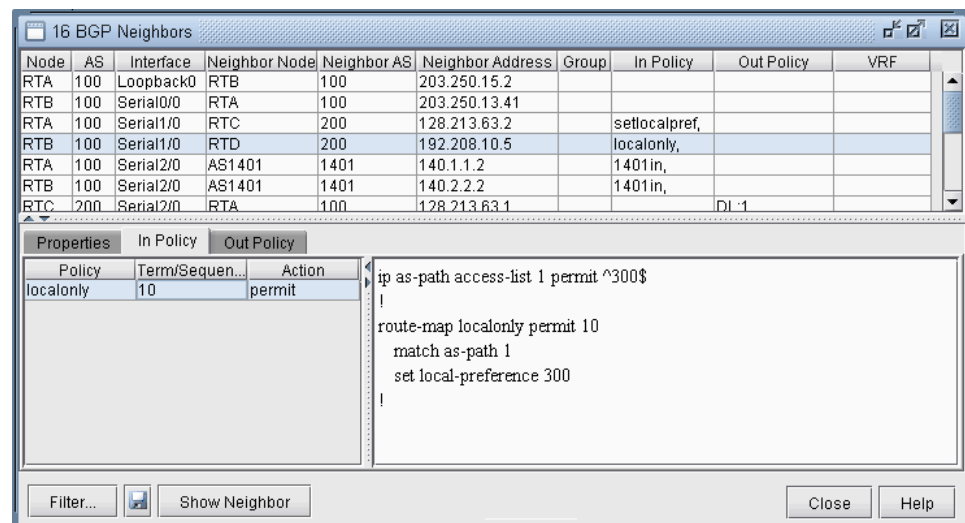 16 BGP Neighbors
Node AS Interface Neighbor Node Neighbor AS Neighbor Address Group In Policy Out Policy VRF
RTA 100 Loopback0 RTB 100 203.250.15.2
RTB 100 Serial0/0 RTA 100 203.250.13.41
RTA 100 Serial1/0 RTC 200 128.213.63.2 setlocalpref,
RTB 100 Serial1/0 RTD 200 192.208.10.5 localonly,
RTA 100 Serial2/0 AS1401 1401 140.1.1.2 1401in,
RTB 100 Serial2/0 AS1401 1401 140.2.2.2 1401in,
RTC 200 Serial2/0 RTA 100 128.213.63.1 DL:1
Properties In Policy Out Policy
Policy Term/Sequen... Action
localonly 10 permit
ip as-path access-list 1 permit ^300$
!
route-map localonly permit 10
match as-path 1
set local-preference 300
!
Filter... Show Neighbor Close Help